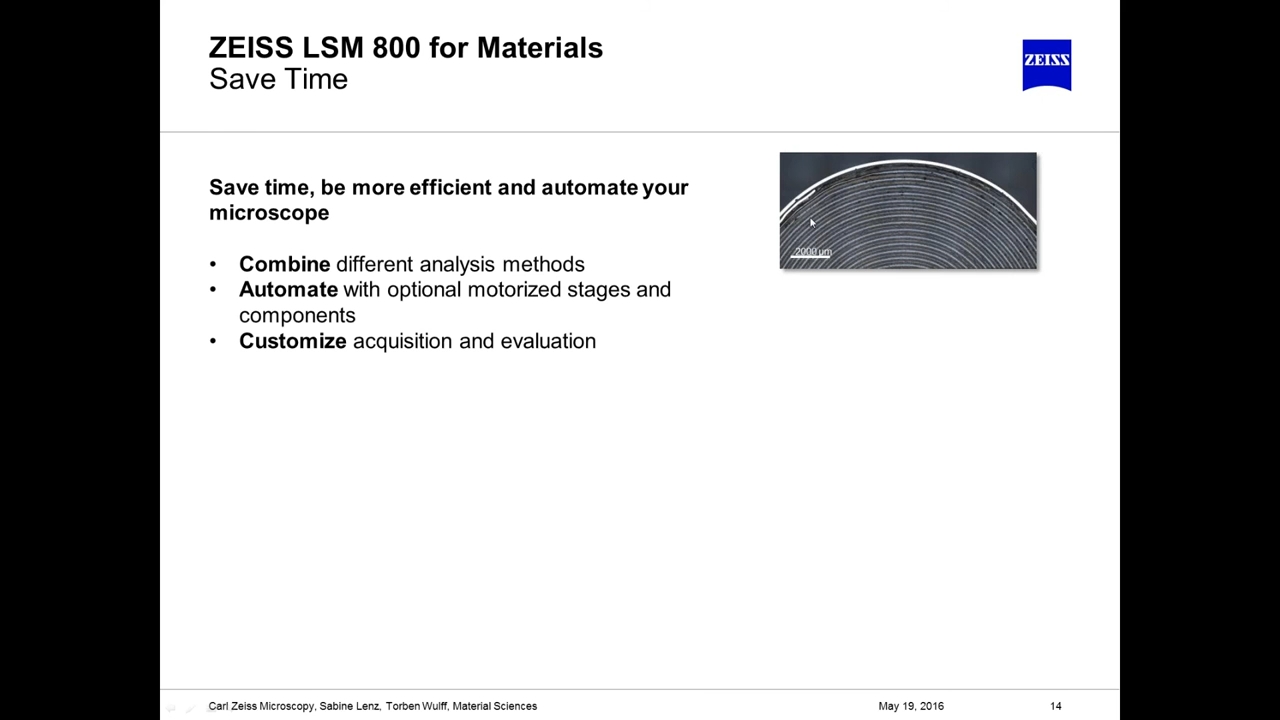 ZEISS LSM 800 for Materials
Save Time
ZEISS
Save time, be more efficient and automate your
microscope
• Combine different analysis methods
• Automate with optional motorized stages and
components
• Customize acquisition and evaluation
2000 µm
Carl Zeiss Microscopy, Sabine Lenz, Torben Wulff, Material Sciences
May 19, 2016
14